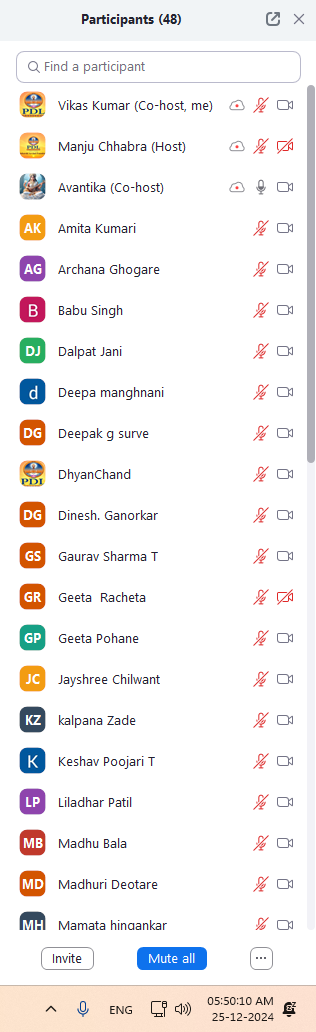 Participants (48)
Find a participant
PDI Vikas Kumar (Co-host, me)
PDI Manju Chhabra (Host)
Avantika (Co-host)
AK Amita Kumari
AG Archana Ghogare
B Babu Singh
DJ Dalpat Jani
d Deepa manghnani
DG Deepak g surve
PDI DhyanChand
DG Dinesh. Ganorkar
GS Gaurav Sharma T
GR Geeta Racheta
GP Geeta Pohane
JC Jayshree Chilwant
KZ kalpana Zade
K Keshav Poojari T
LP Liladhar Patil
MB Madhu Bala
MD Madhuri Deotare
MH Mamata hingankar
Invite Mute all ...
ENG 05:50:10 AM
25-12-2024